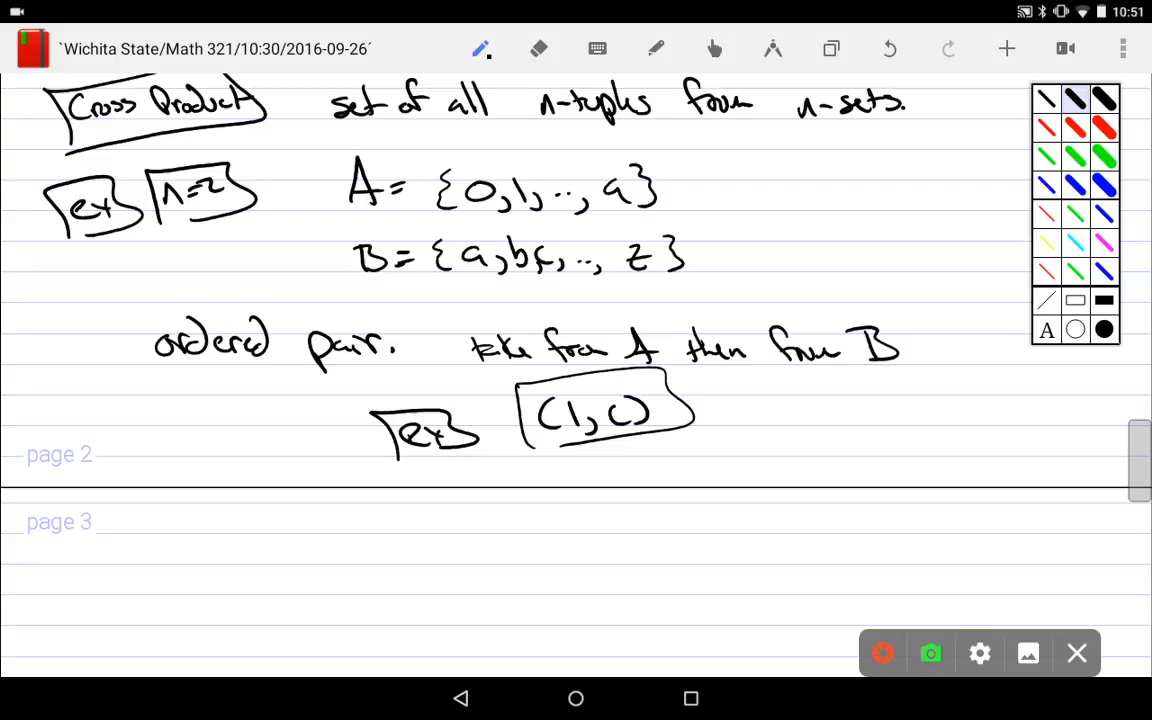 10:51
`Wichita State/Math 321/10:30/2016-09-26´
Cross Product set of all n-tuples from n-sets.
ex n=2 A = {0,1,..,9}
B = {a,b,c,..,z}
ordered pair. take from A then from B
ex (1,c)
page 2
page 3
A